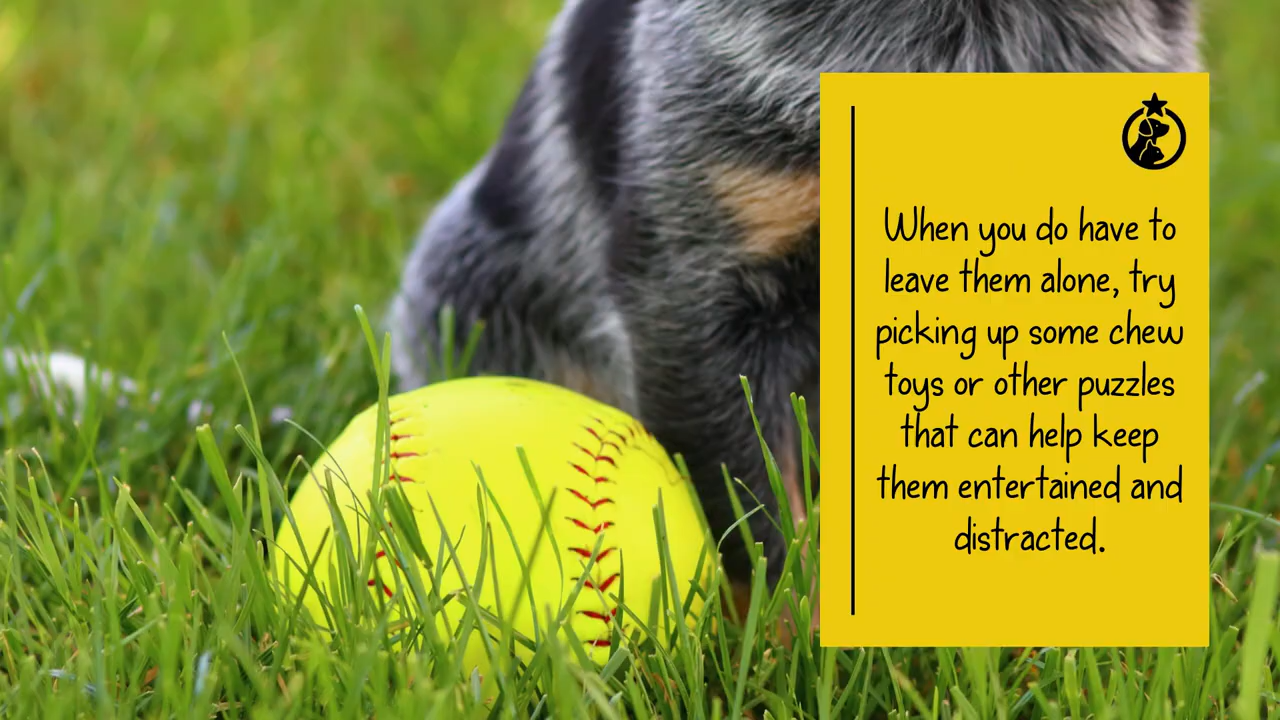 When you do have to
leave them alone, try
picking up some chew
toys or other puzzles
that can help keep
them entertained and
distracted.